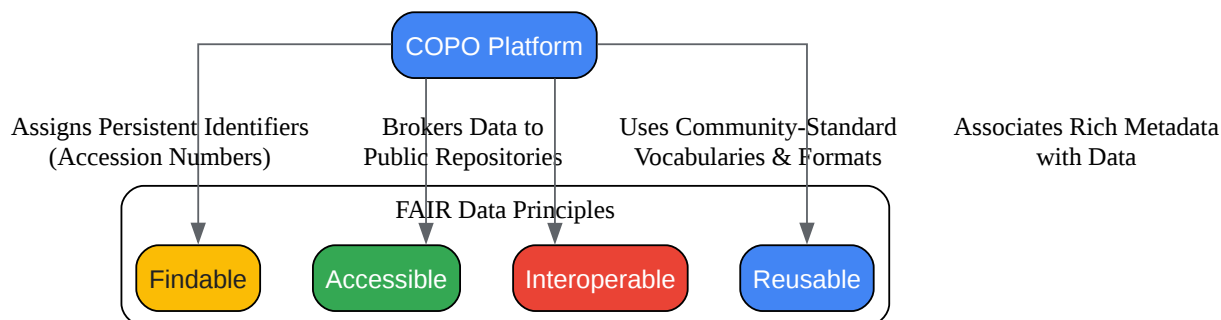 COPO Platform
Assigns Persistent Identifiers
(Accession Numbers)
Brokers Data to
Public Repositories
Uses Community-Standard
Vocabularies & Formats
Associates Rich Metadata
with Data
FAIR Data Principles
Findable
Accessible
Interoperable
Reusable